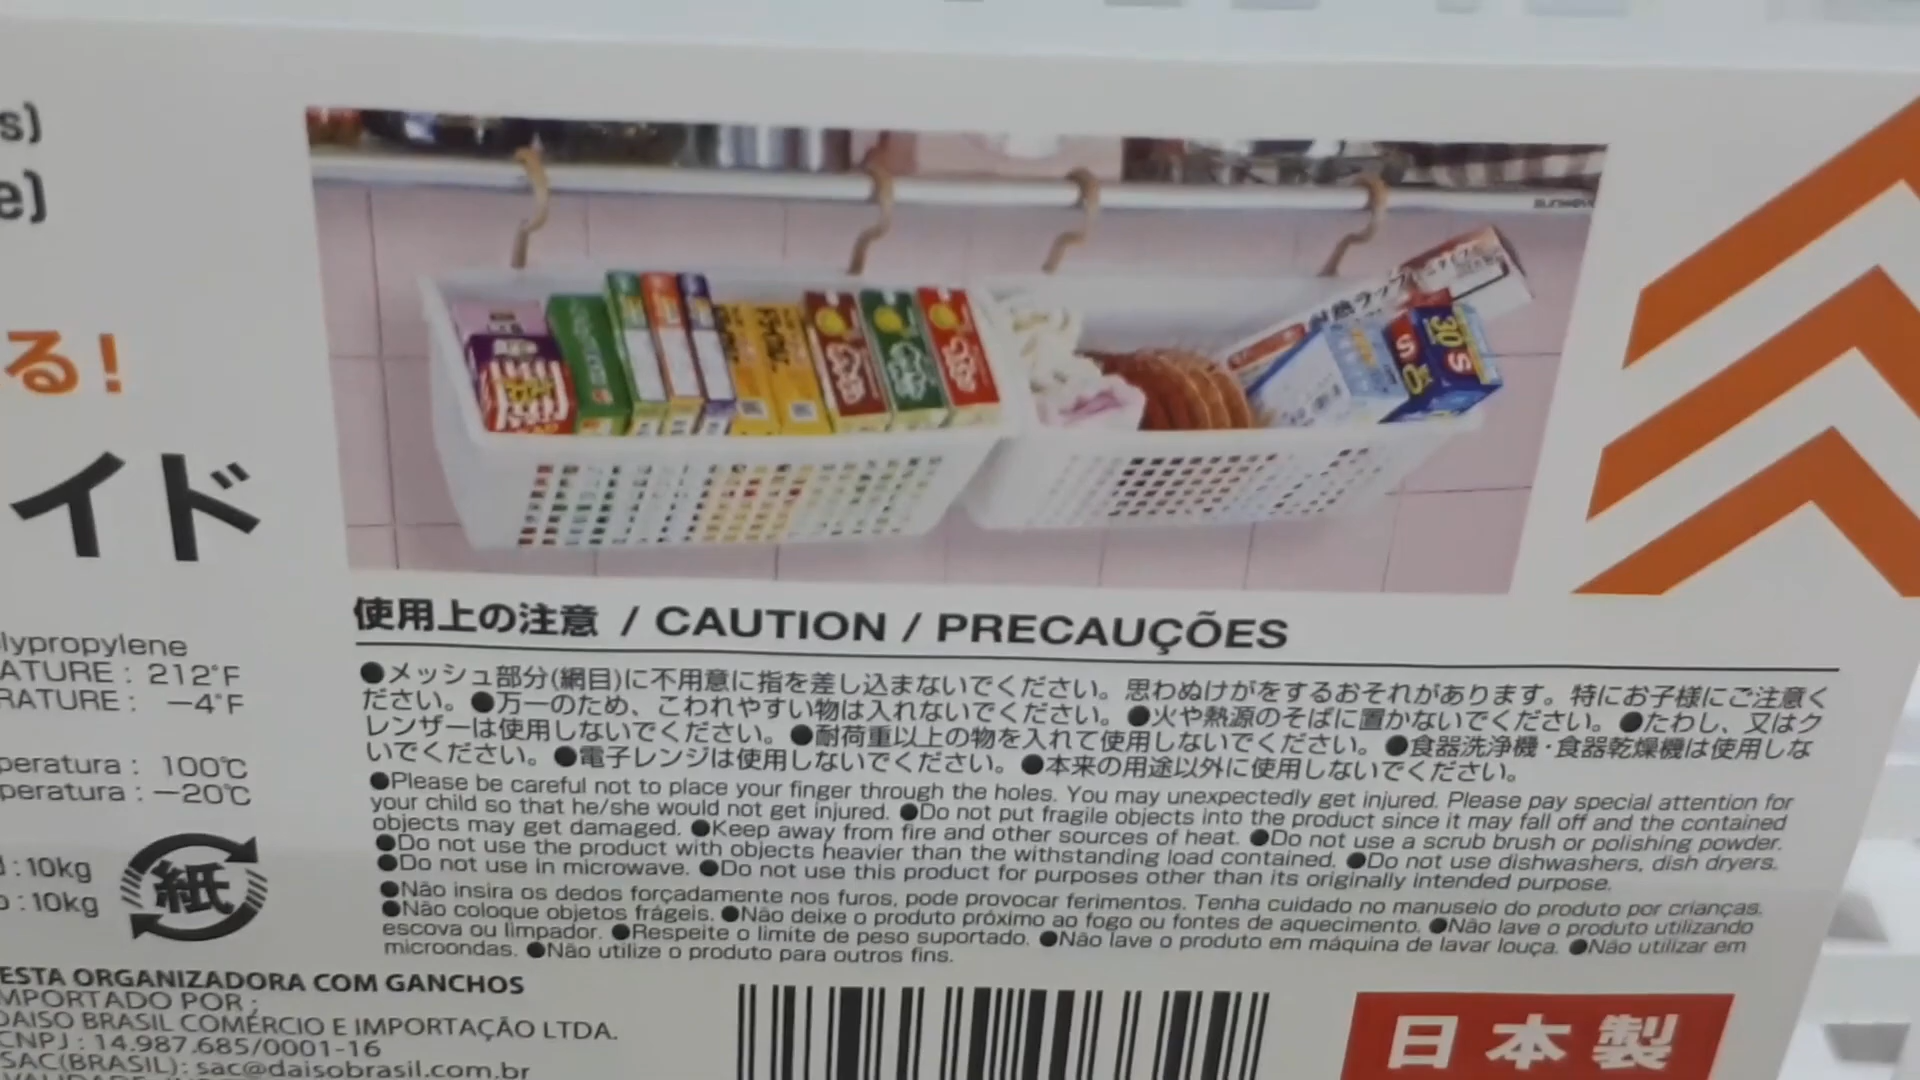 s)
e)
る!
イド
lypropylene
ATURE : 212°F
RATURE : −4°F
peratura : 100℃
peratura : −20℃
d : 10kg
o : 10kg
紙
30
S
使用上の注意 / CAUTION / PRECAUÇÕES
●メッシュ部分(網目)に不用意に指を差し込まないでください。思わぬけがをするおそれがあります。特にお子様にご注意く
ださい。●万一のため、こわれやすい物は入れないでください。●火や熱源のそばに置かないでください。●たわし、又はク
レンザーは使用しないでください。●耐荷重以上の物を入れて使用しないでください。●食器洗浄機・食器乾燥機は使用しな
いでください。●電子レンジは使用しないでください。●本来の用途以外に使用しないでください。
●Please be careful not to place your finger through the holes. You may unexpectedly get injured. Please pay special attention for
your child so that he/she would not get injured. ●Do not put fragile objects into the product since it may fall off and the contained
objects may get damaged. ●Keep away from fire and other sources of heat. ●Do not use a scrub brush or polishing powder.
●Do not use the product with objects heavier than the withstanding load contained. ●Do not use dishwashers, dish dryers.
●Do not use in microwave. ●Do not use this product for purposes other than its originally intended purpose.
●Não insira os dedos forçadamente nos furos, pode provocar ferimentos. Tenha cuidado no manuseio do produto por crianças.
●Não coloque objetos frágeis. ●Não deixe o produto próximo ao fogo ou fontes de aquecimento. ●Não lave o produto utilizando
escova ou limpador. ●Respeite o limite de peso suportado. ●Não lave o produto em máquina de lavar louça. ●Não utilizar em
microondas. ●Não utilize o produto para outros fins.
ESTA ORGANIZADORA COM GANCHOS
MPORTADO POR :
DAISO BRASIL COMÉRCIO E IMPORTAÇÃO LTDA.
CNPJ : 14.987.685/0001-16
SAC(BRASIL): sac@daisobrasil.com.br
日本製